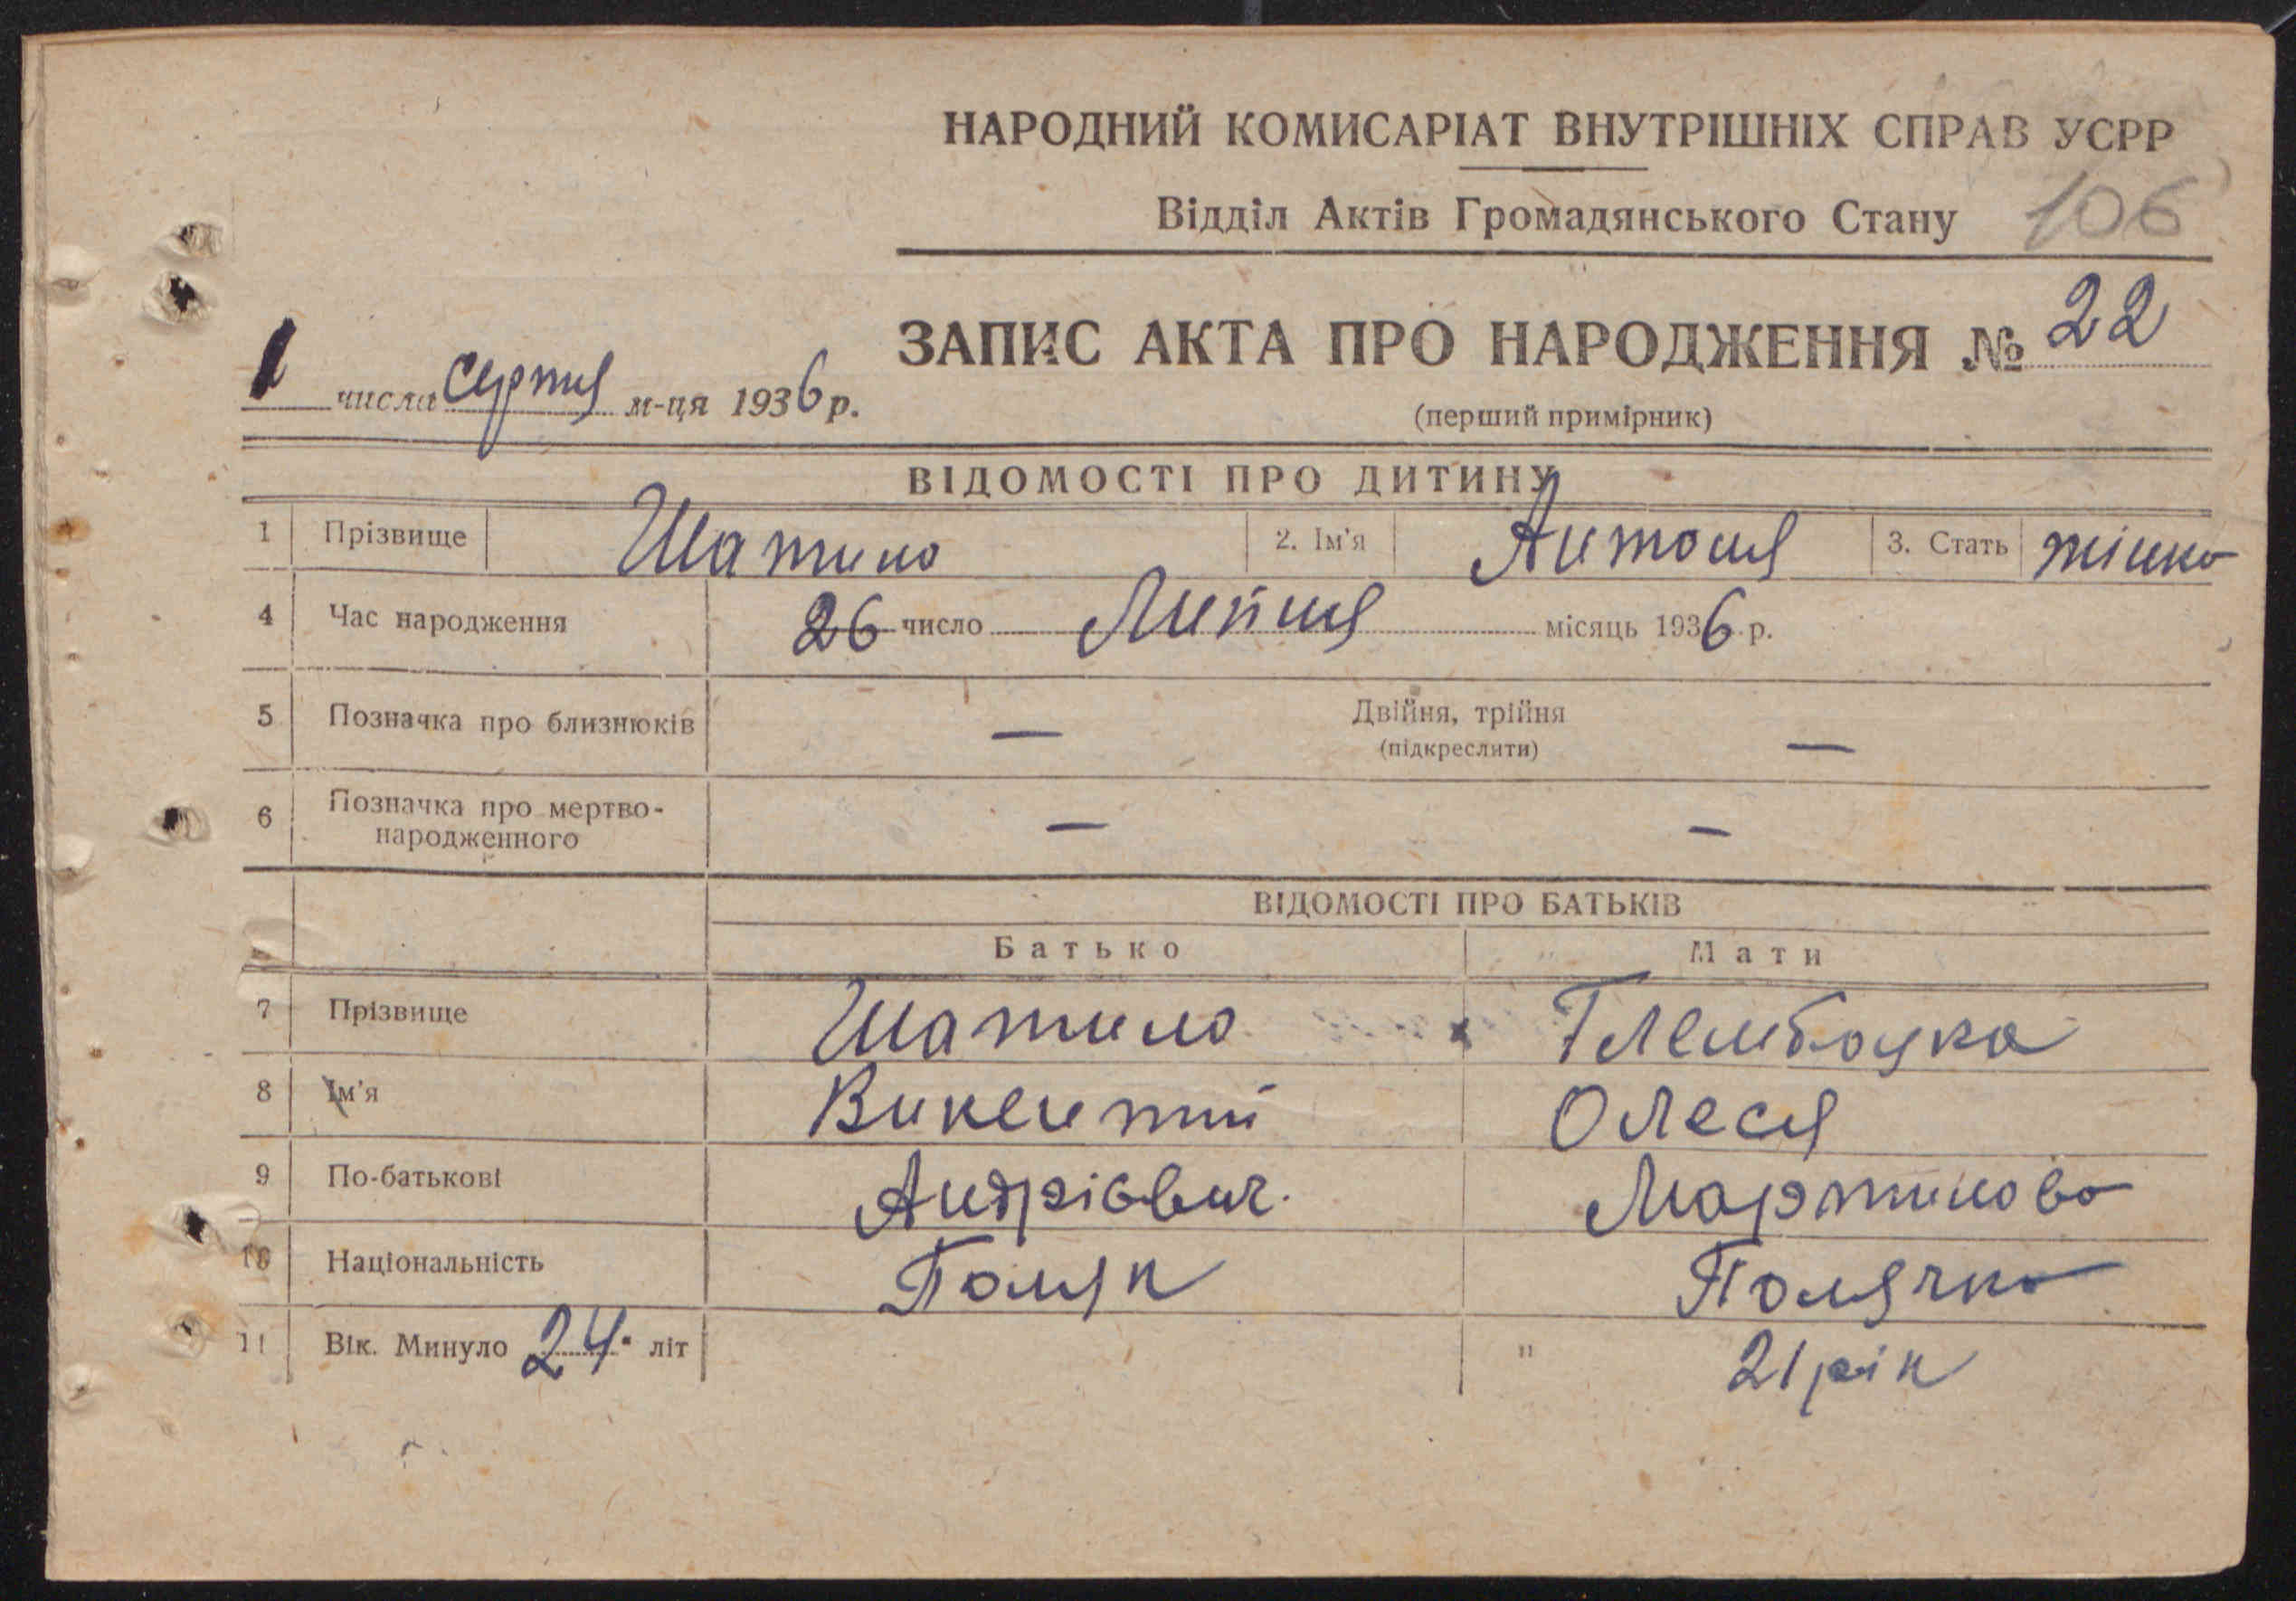 НАРОДНИЙ КОМИСАРІАТ ВНУТРІШНІХ СПРАВ УСРР
Відділ Актів Громадянського Стану 106
ЗАПИС АКТА ПРО НАРОДЖЕННЯ № 22
1 числа серпня м-ця 1936 р.
(перший примірник)
ВІДОМОСТІ ПРО ДИТИНУ
1 Прізвище Шатило 2. Ім'я Антоня 3. Стать жінко
4 Час народження 26 число Липня місяць 1936 р.
5 Позначка про близнюків — Двійня, трійня —
(підкреслити)
6 Позначка про мертво-
народженного — —
ВІДОМОСТІ ПРО БАТЬКІВ
Батько Мати
7 Прізвище Шатило Глембоцка
8 Ім'я Викентий Олеся
9 По-батькові Андрієвич. Мартинова
10 Національність Поляк Полячка
11 Вік. Минуло 24 літ " 21 рік